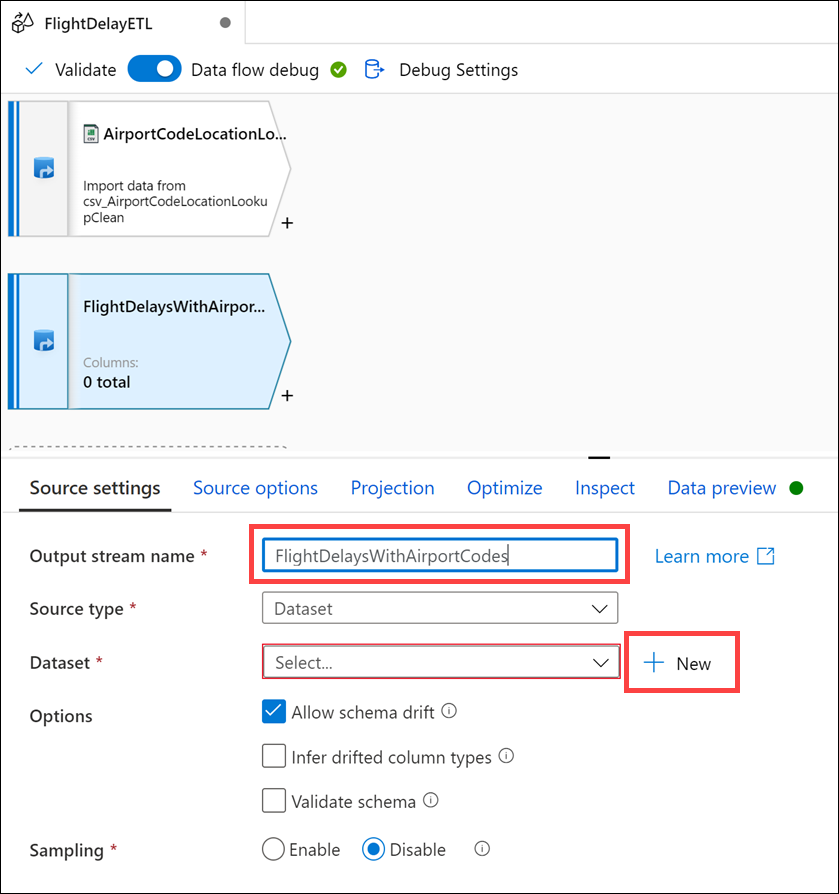 FlightDelayETL
Validate Data flow debug Debug Settings
AirportCodeLocationLo...
Import data from
csv_AirportCodeLocationLooku
pClean
+
FlightDelaysWithAirpor...
Columns:
0 total
+
Source settings Source options Projection Optimize Inspect Data preview
Output stream name * FlightDelaysWithAirportCodes Learn more
Source type * Dataset
Dataset * Select... + New
Options Allow schema drift
Infer drifted column types
Validate schema
Sampling * Enable Disable